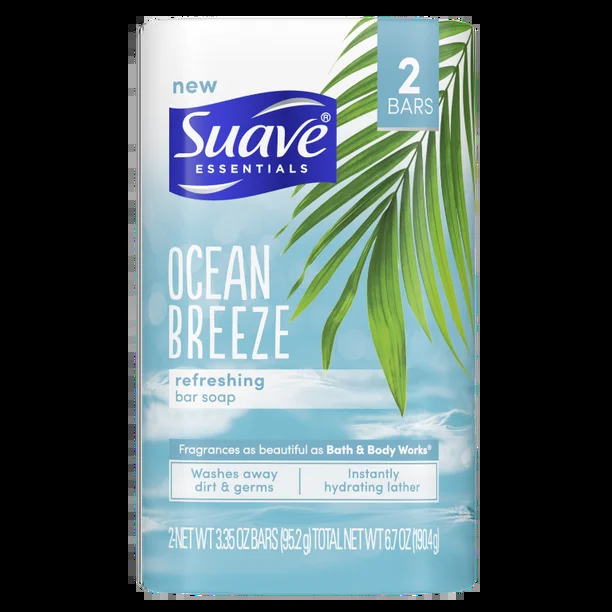 new
2
BARS
Suave®
ESSENTIALS
OCEAN
BREEZE
refreshing
bar soap
Fragrances as beautiful as Bath & Body Works®
Washes away
dirt & germs
Instantly
hydrating lather
2-NET WT 3.35 OZ BARS (95.2 g) TOTAL NET WT 6.7 OZ (190.4 g)